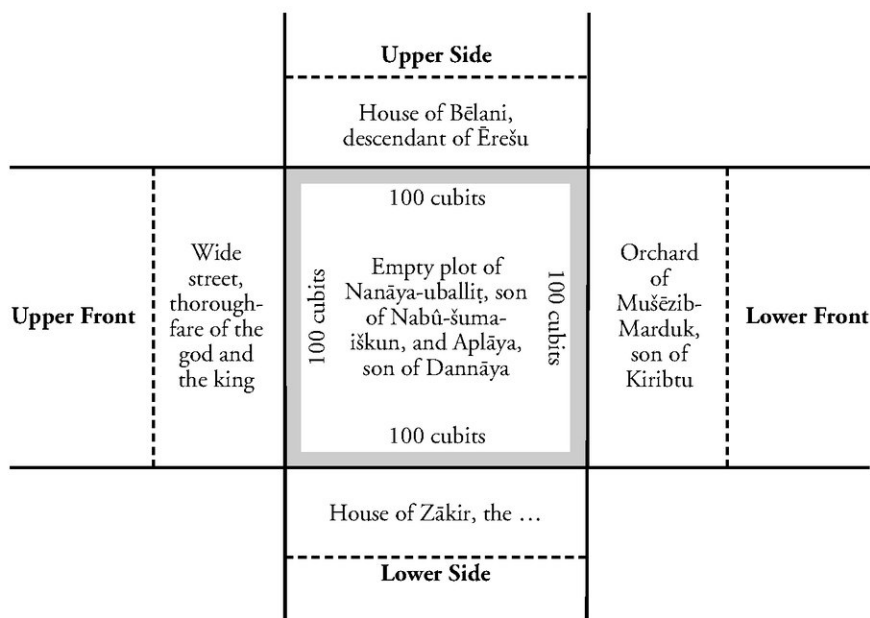 Upper Side
House of Bēlani,
descendant of Ērešu
100 cubits
Upper Front
Wide
street,
thorough-
fare of the
god and
the king
100 cubits
Empty plot of
Nanāya-uballiṭ, son
of Nabû-šuma-
iškun, and Aplāya,
son of Dannāya
100 cubits
Orchard
of
Mušēzib-
Marduk,
son of
Kiribtu
Lower Front
100 cubits
House of Zākir, the …
Lower Side